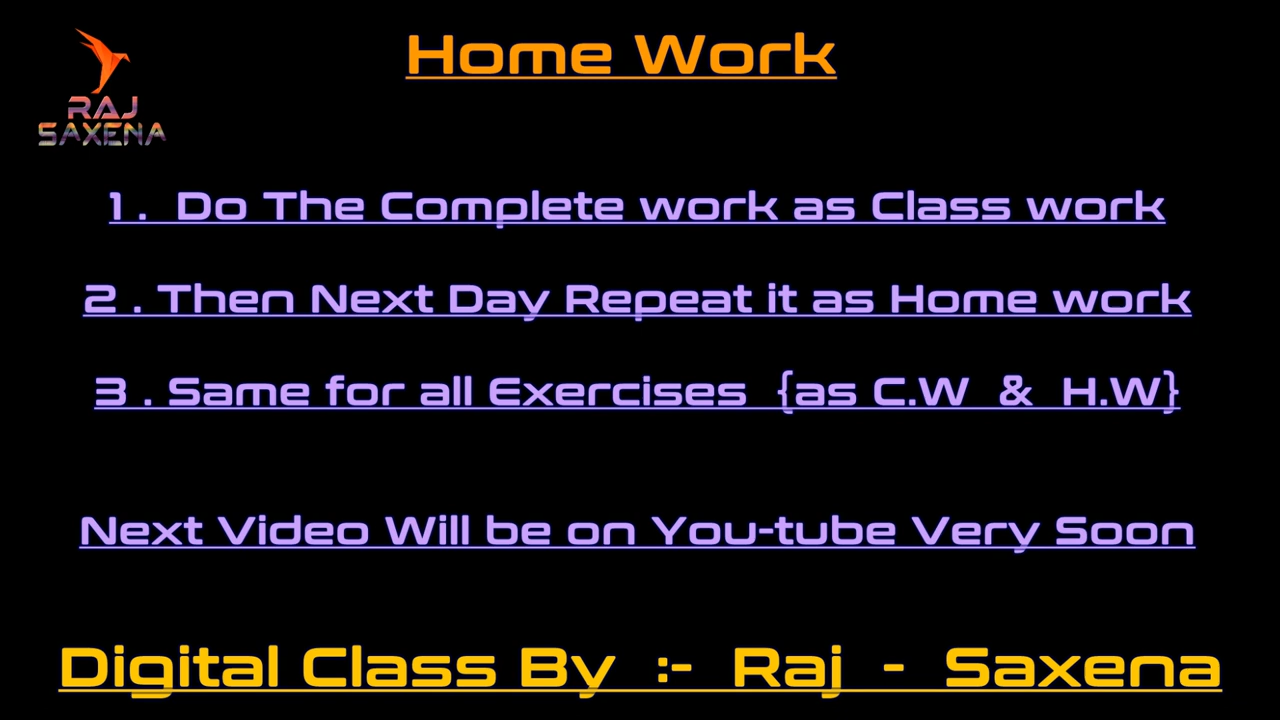 Home Work
RAJ
SAXENA
1 . Do The Complete work as Class work
2 . Then Next Day Repeat it as Home work
3 . Same for all Exercises {as C.W & H.W}
Next Video Will be on You-tube Very Soon
Digital Class By :- Raj - Saxena